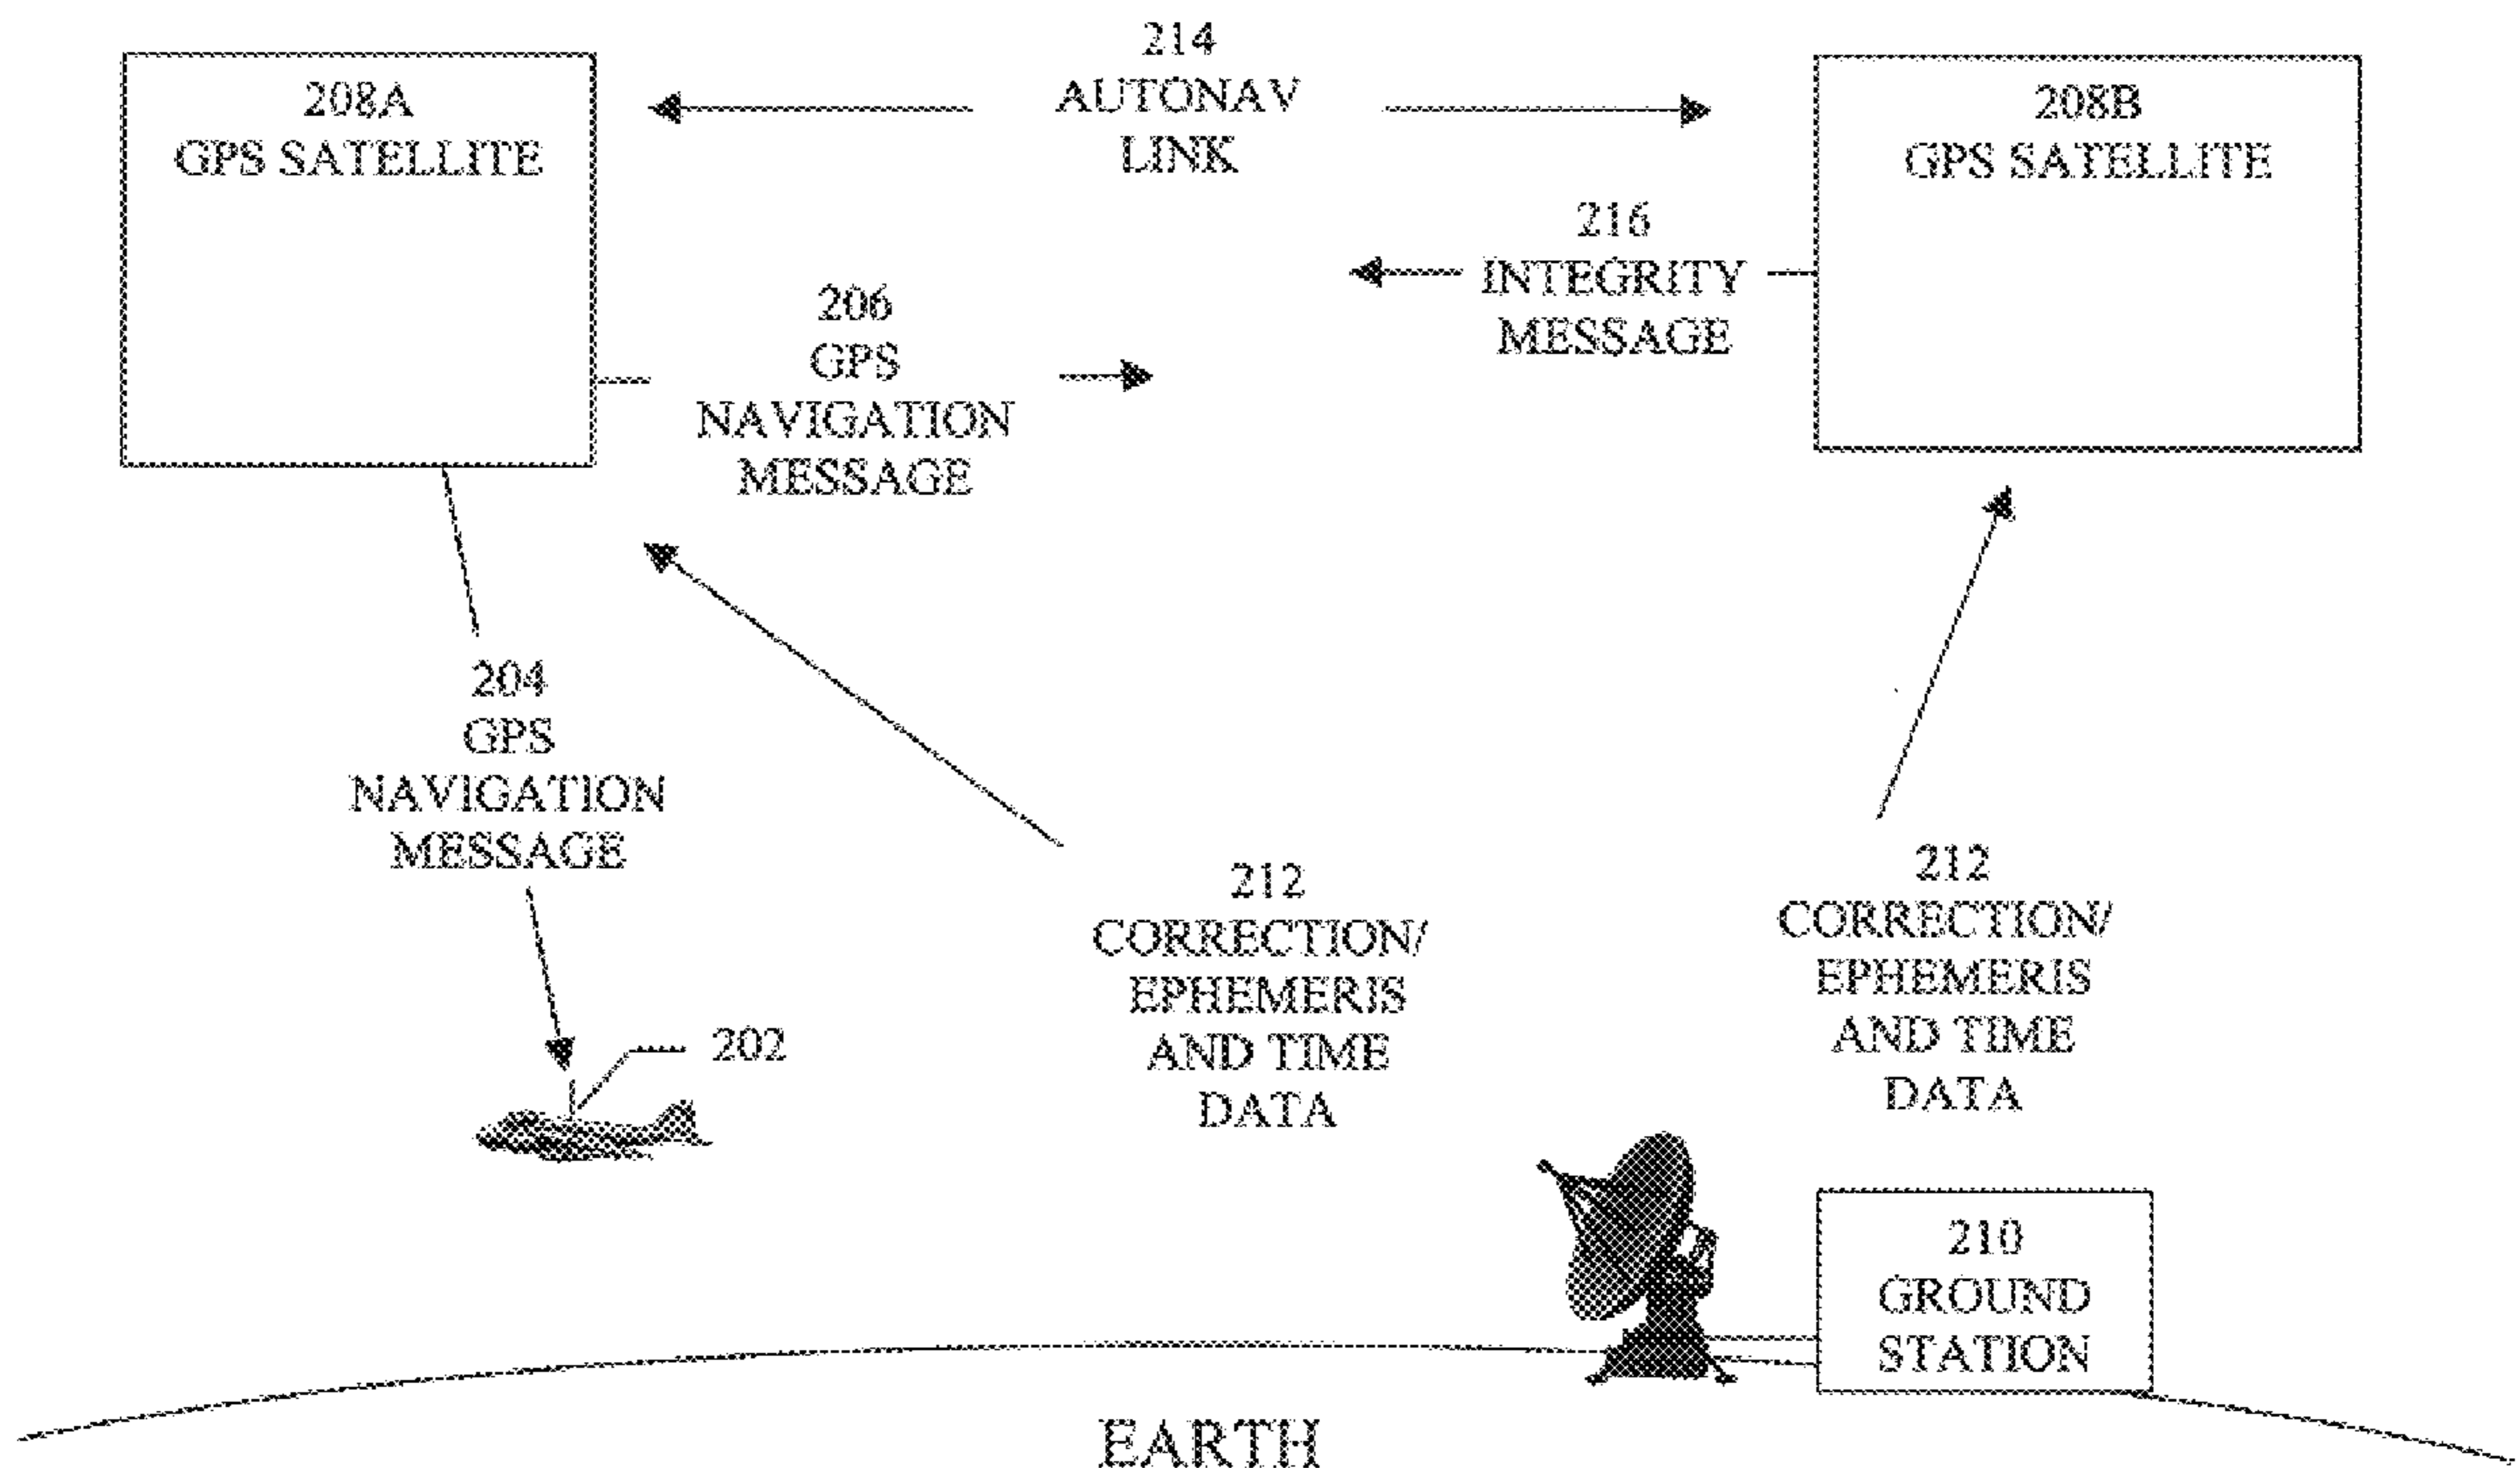 214
AUTONAV
LINK
208A
GPS SATELLITE
208B
GPS SATELLITE
216
INTEGRITY
MESSAGE
206
GPS
NAVIGATION
MESSAGE
204
GPS
NAVIGATION
MESSAGE
212
CORRECTION/
EPHEMERIS
AND TIME
DATA
212
CORRECTION/
EPHEMERIS
AND TIME
DATA
202
210
GROUND
STATION
EARTH